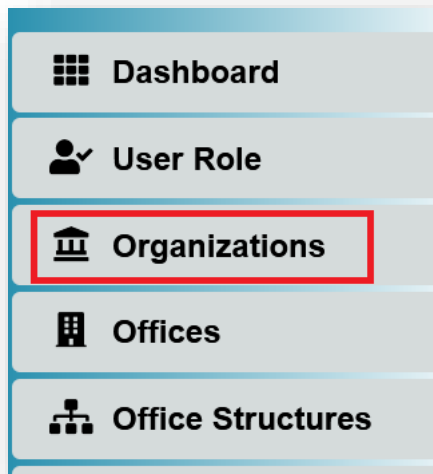 Dashboard
User Role
Organizations
Offices
Office Structures